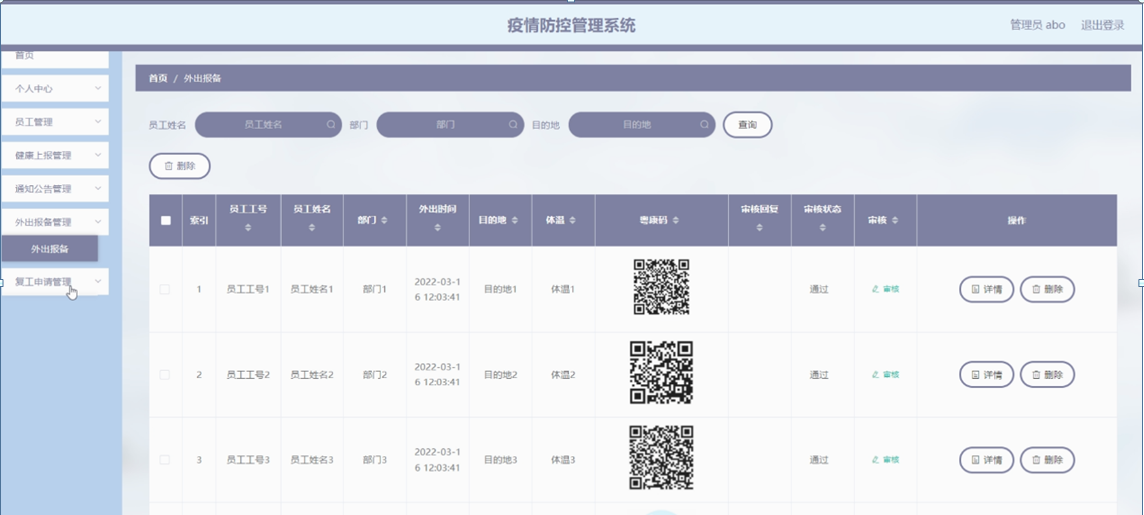 疫情防控管理系统
管理员 abo 退出登录
首页
个人中心
员工管理
健康上报管理
通知公告管理
外出报备管理
外出报备
复工申请管理
首页 / 外出报备
员工姓名 员工姓名 部门 部门 目的地 目的地 查询
删除
索引 员工工号 员工姓名 部门 外出时间 目的地 体温 粤康码 审核回复 审核状态 审核 操作
1 员工工号1 员工姓名1 部门1 2022-03-1 目的地1 体温1 通过 审核 详情 删除
6 12:03:41
2 员工工号2 员工姓名2 部门2 2022-03-1 目的地2 体温2 通过 审核 详情 删除
6 12:03:41
3 员工工号3 员工姓名3 部门3 2022-03-1 目的地3 体温3 通过 审核 详情 删除
6 12:03:41